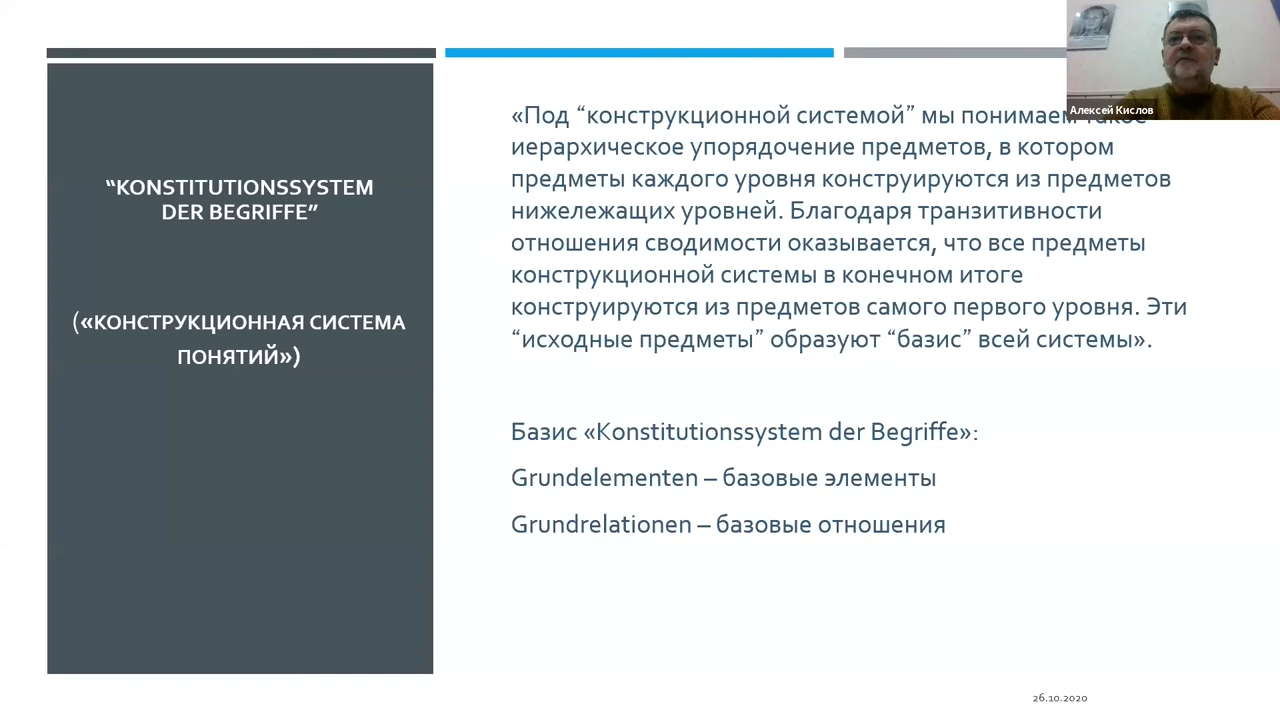 “KONSTITUTIONSSYSTEM
DER BEGRIFFE”
(«КОНСТРУКЦИОННАЯ СИСТЕМА
ПОНЯТИЙ»)
«Под “конструкционной системой” мы понимаем такое
иерархическое упорядочение предметов, в котором
предметы каждого уровня конструируются из предметов
нижележащих уровней. Благодаря транзитивности
отношения сводимости оказывается, что все предметы
конструкционной системы в конечном итоге
конструируются из предметов самого первого уровня. Эти
“исходные предметы” образуют “базис” всей системы».
Базис «Konstitutionssystem der Begriffe»:
Grundelementen – базовые элементы
Grundrelationen – базовые отношения
Алексей Кислов
26.10.2020